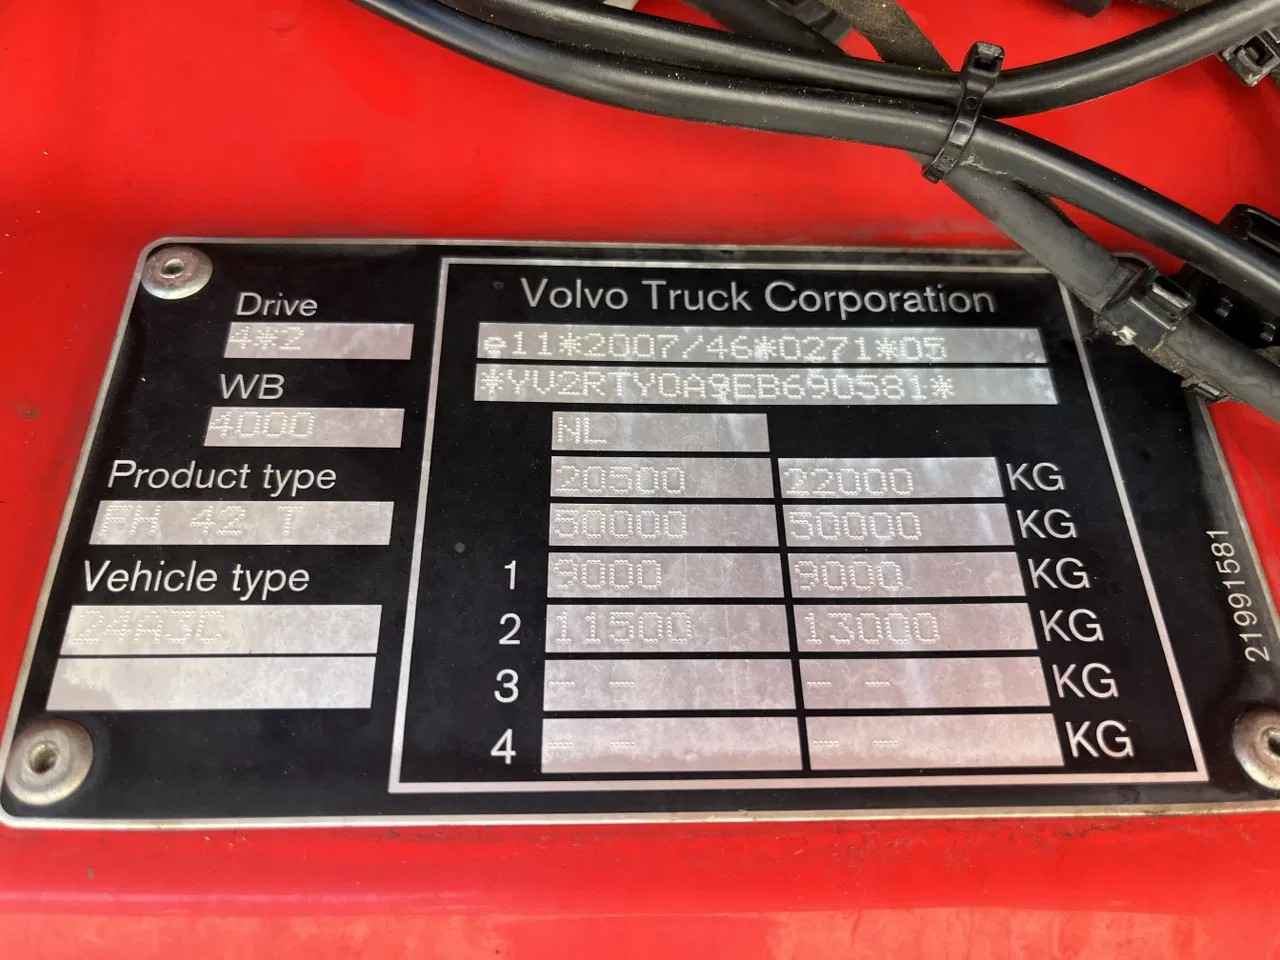 Drive
4*2
WB
4000
Product type
FH 42 T
Vehicle type
24A3C
Volvo Truck Corporation
e11*2007/46*0271*05
*YV2RTY0A9EB690581*
NL
20500 22000 KG
50000 50000 KG
1 9000 9000 KG
2 11500 13000 KG
3 -- -- KG
4 -- -- KG
21991581